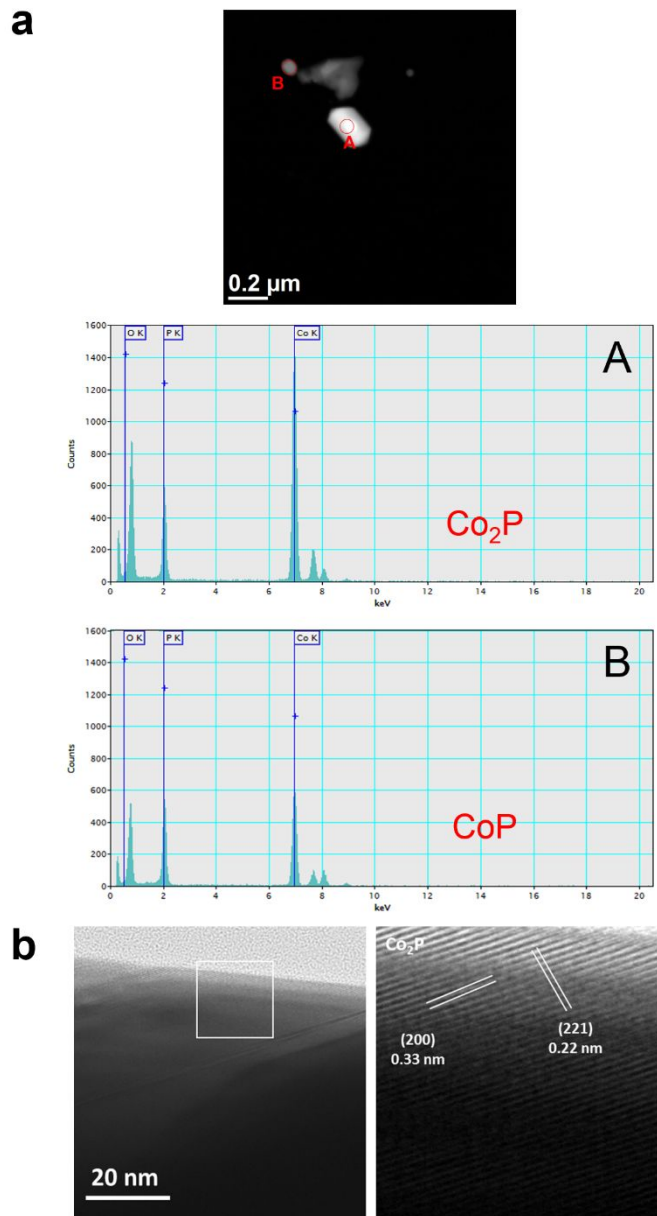 a
B
A
0.2 µm
1600
1400
1200
1000
800
600
400
200
0
Counts
O K
P K
Co K
A
Co₂P
0 2 4 6 8 10 12 14 16 18 20
keV
1600
1400
1200
1000
800
600
400
200
0
Counts
O K
P K
Co K
B
CoP
0 2 4 6 8 10 12 14 16 18 20
keV
b
20 nm
Co₂P
(200)
0.33 nm
(221)
0.22 nm